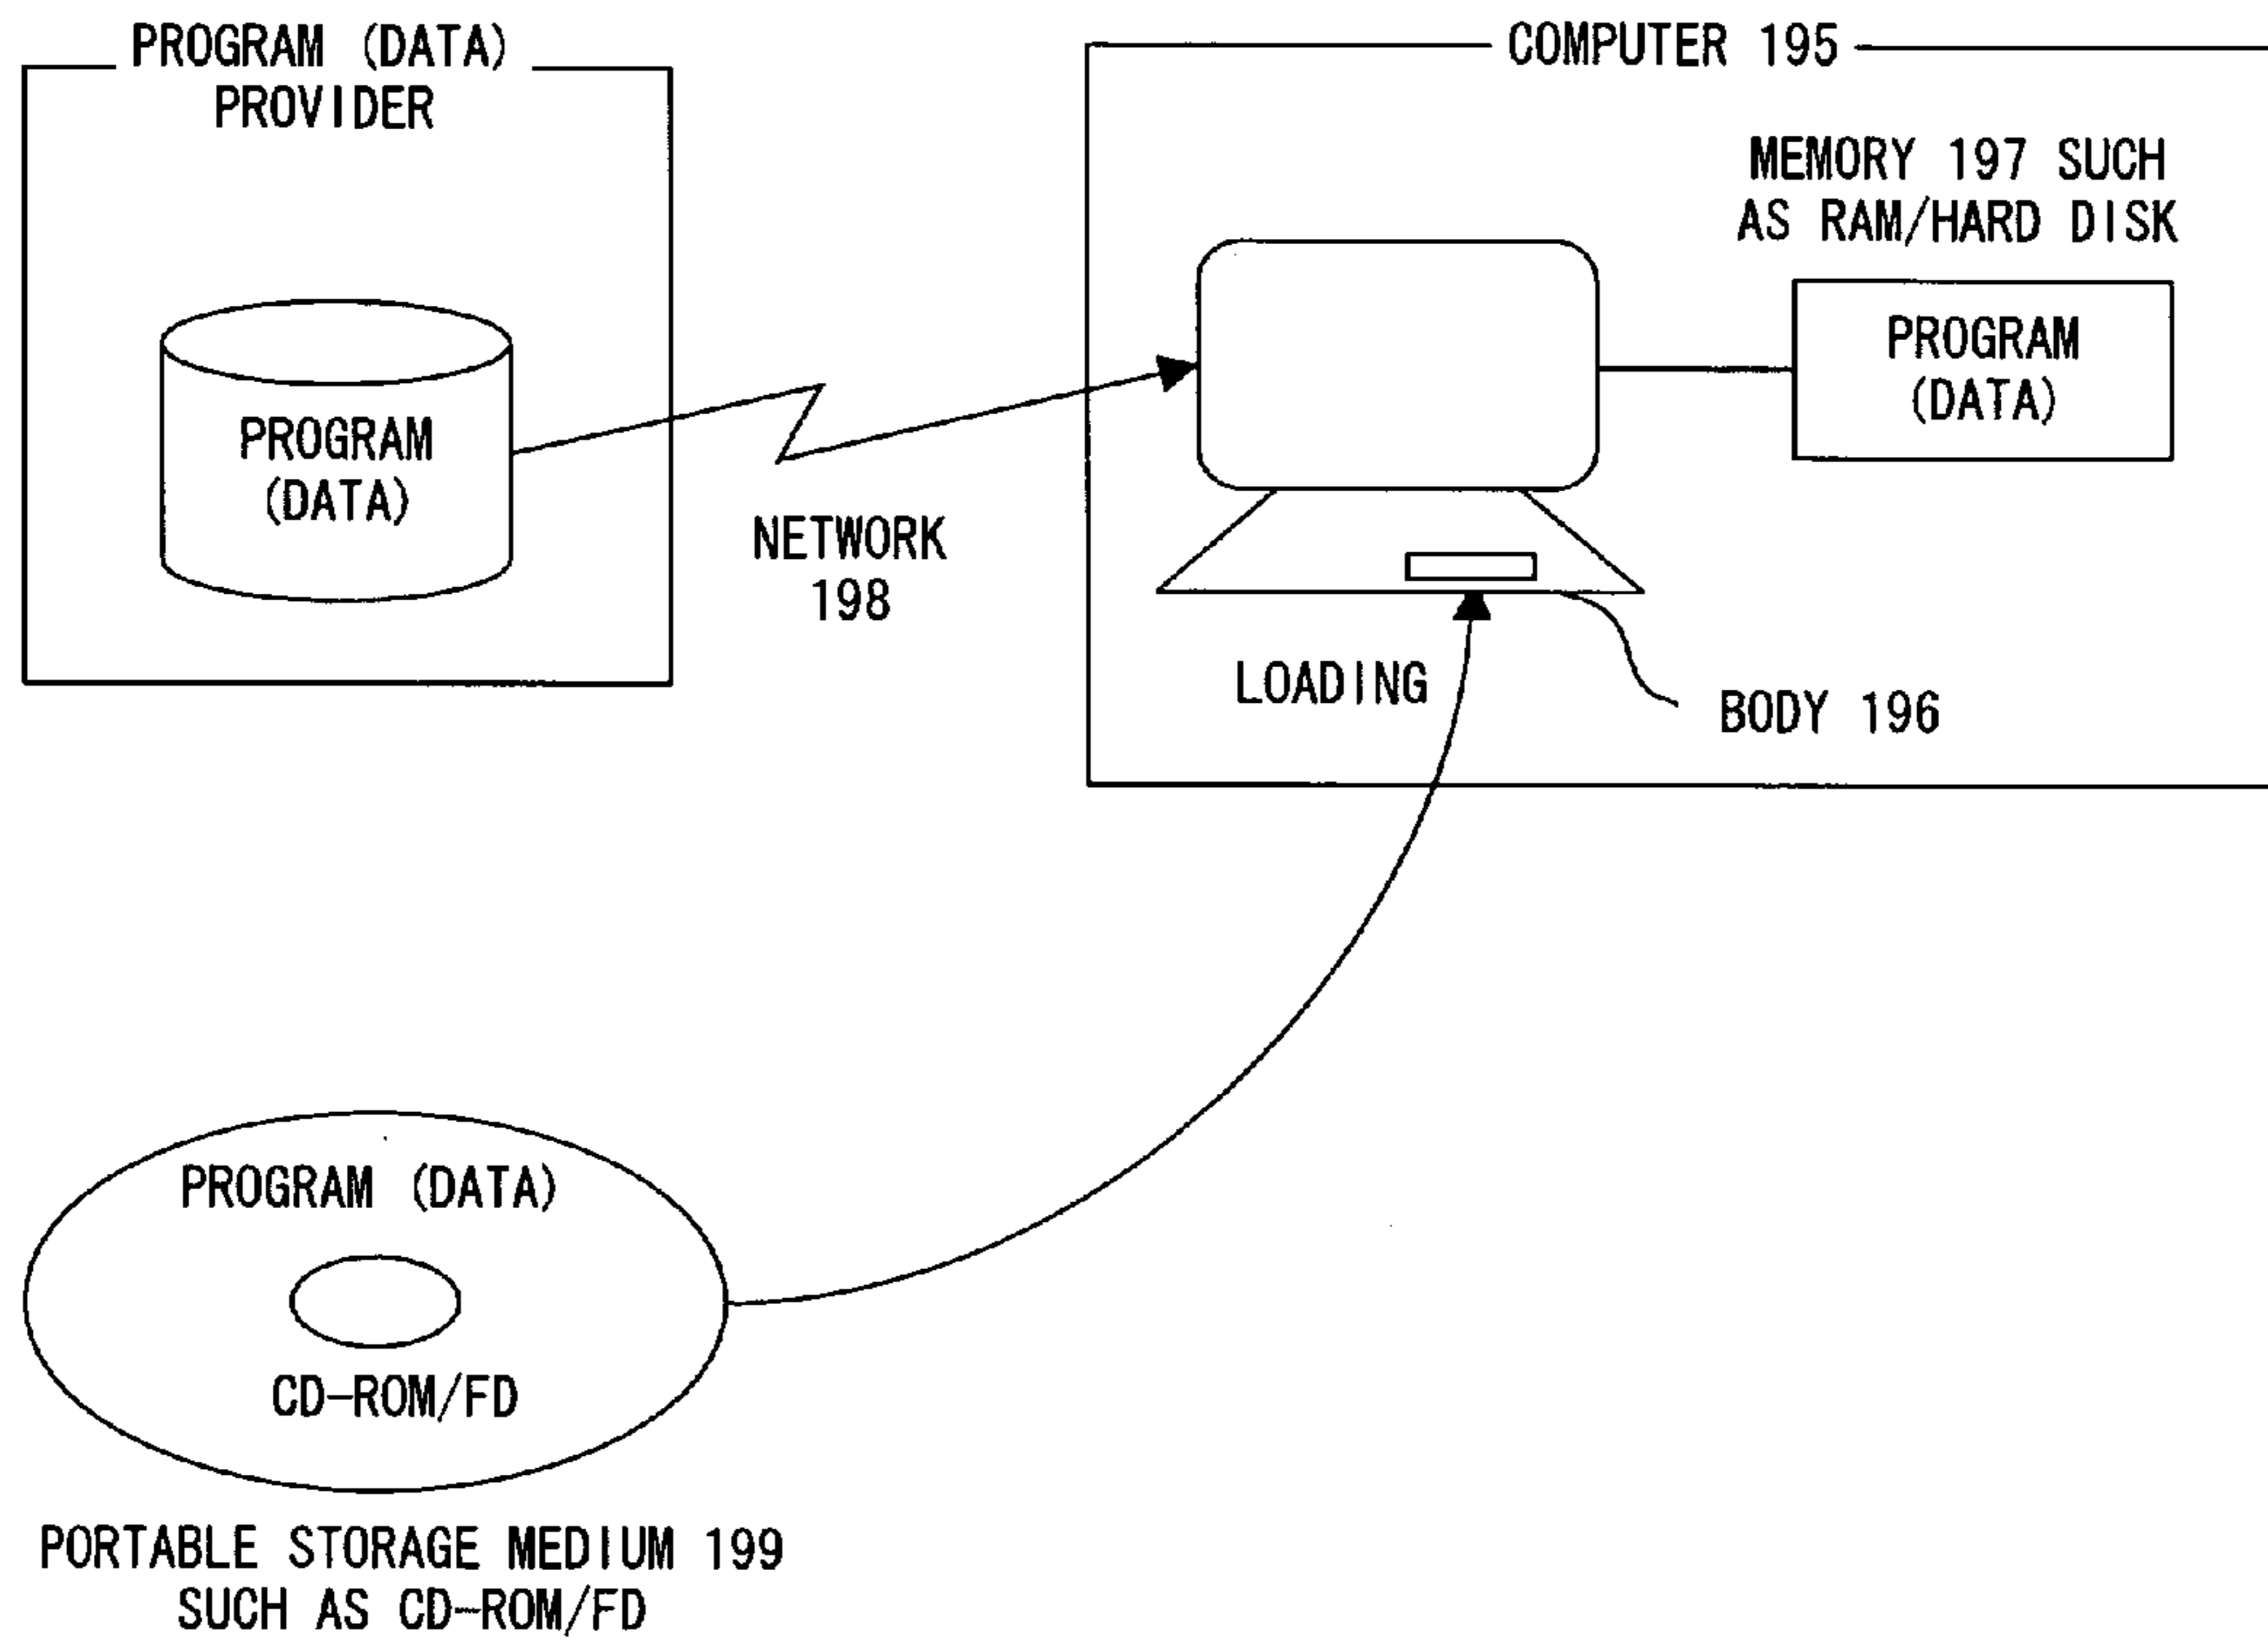 PROGRAM (DATA)
PROVIDER
PROGRAM
(DATA)
NETWORK
198
COMPUTER 195
MEMORY 197 SUCH
AS RAM/HARD DISK
PROGRAM
(DATA)
LOADING
BODY 196
PROGRAM (DATA)
CD-ROM/FD
PORTABLE STORAGE MEDIUM 199
SUCH AS CD-ROM/FD